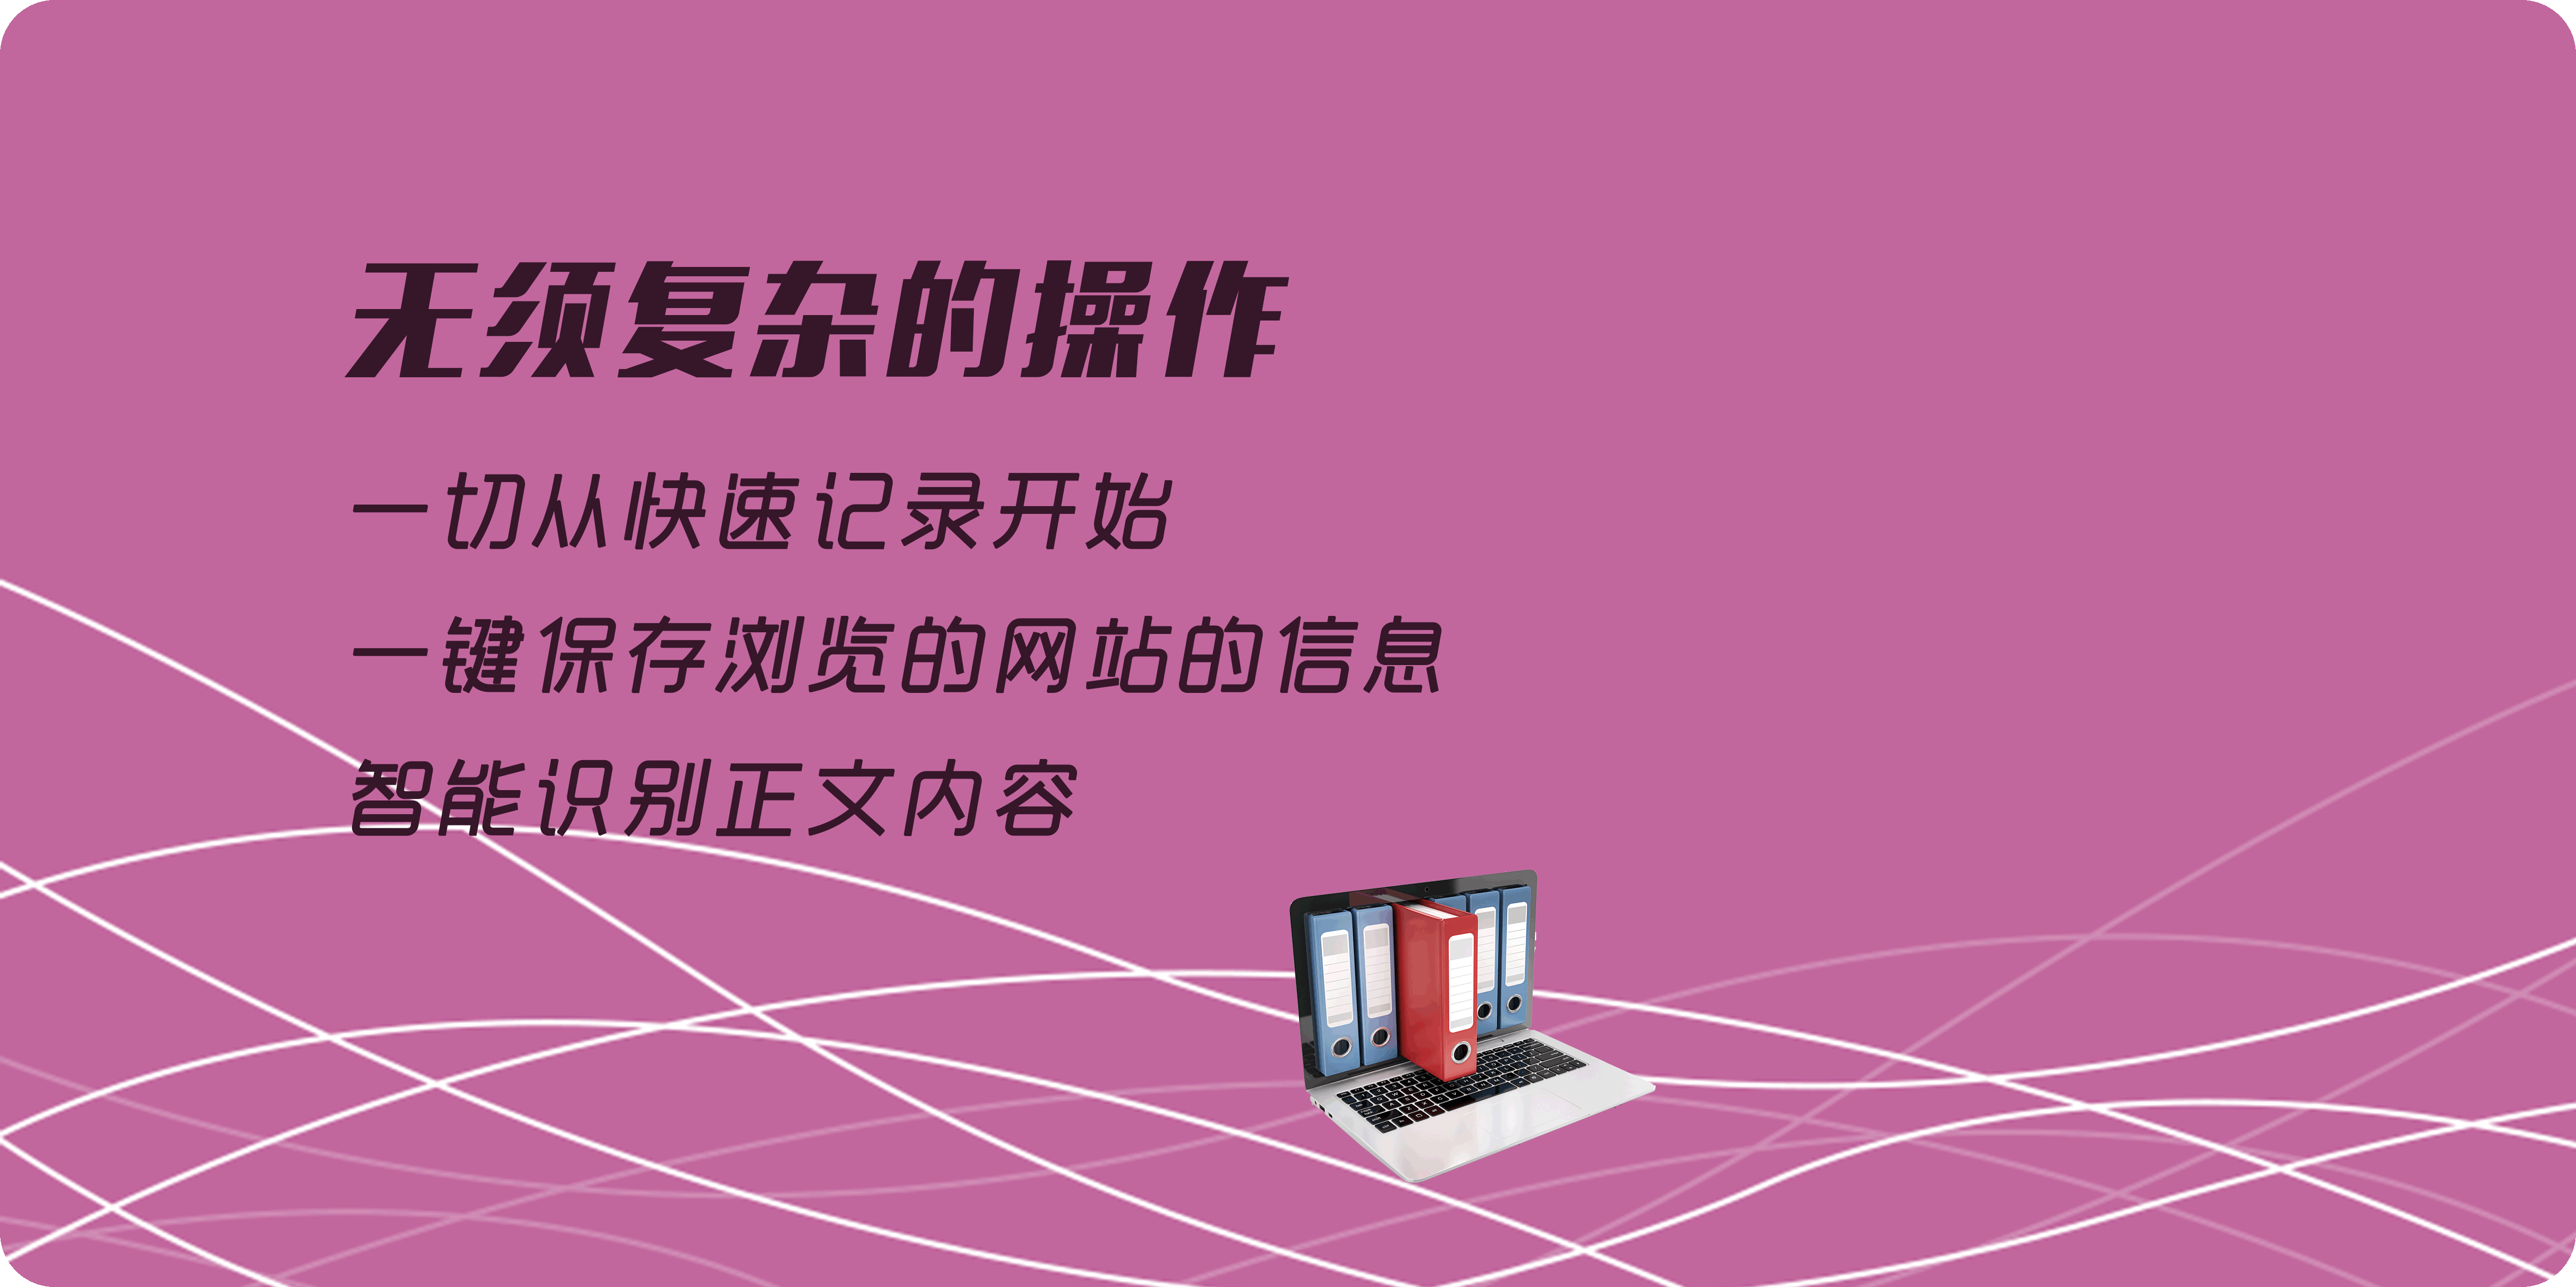 无须复杂的操作
一切从快速记录开始
一键保存浏览的网站的信息
智能识别正文内容